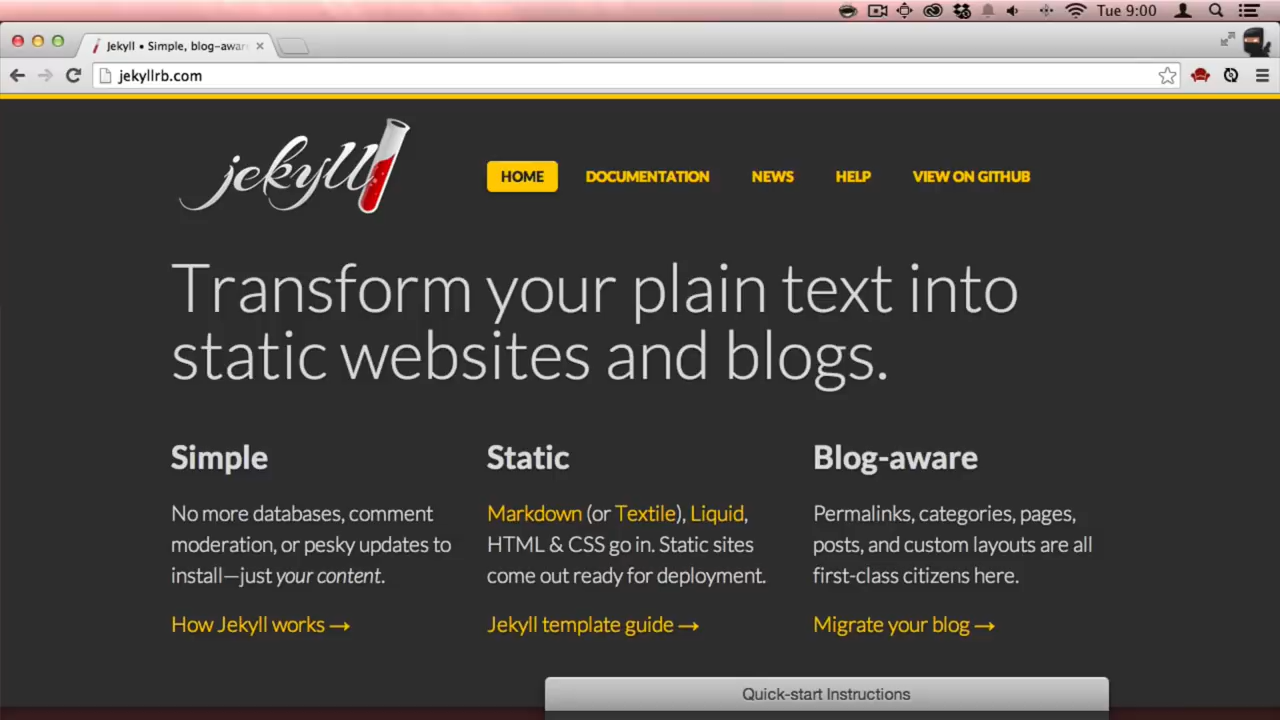 Tue 9:00
Jekyll • Simple, blog-awar
jekyllrb.com
jekyll
HOME
DOCUMENTATION
NEWS
HELP
VIEW ON GITHUB
Transform your plain text into
static websites and blogs.
Simple
No more databases, comment
moderation, or pesky updates to
install—just your content.
How Jekyll works →
Static
Markdown (or Textile), Liquid,
HTML & CSS go in. Static sites
come out ready for deployment.
Jekyll template guide →
Blog-aware
Permalinks, categories, pages,
posts, and custom layouts are all
first-class citizens here.
Migrate your blog →
Quick-start Instructions